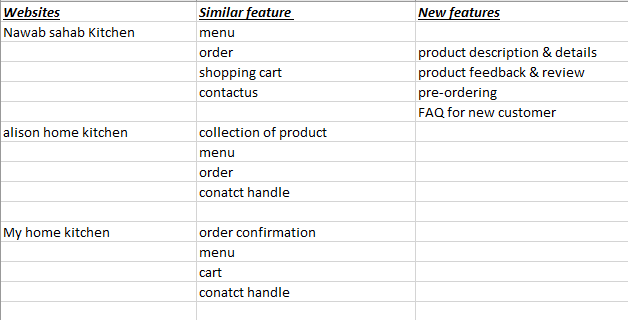 Websites Similar feature New features
Nawab sahab Kitchen menu
order product description & details
shopping cart product feedback & review
contactus pre-ordering
FAQ for new customer
alison home kitchen collection of product
menu
order
conatct handle
My home kitchen order confirmation
menu
cart
conatct handle